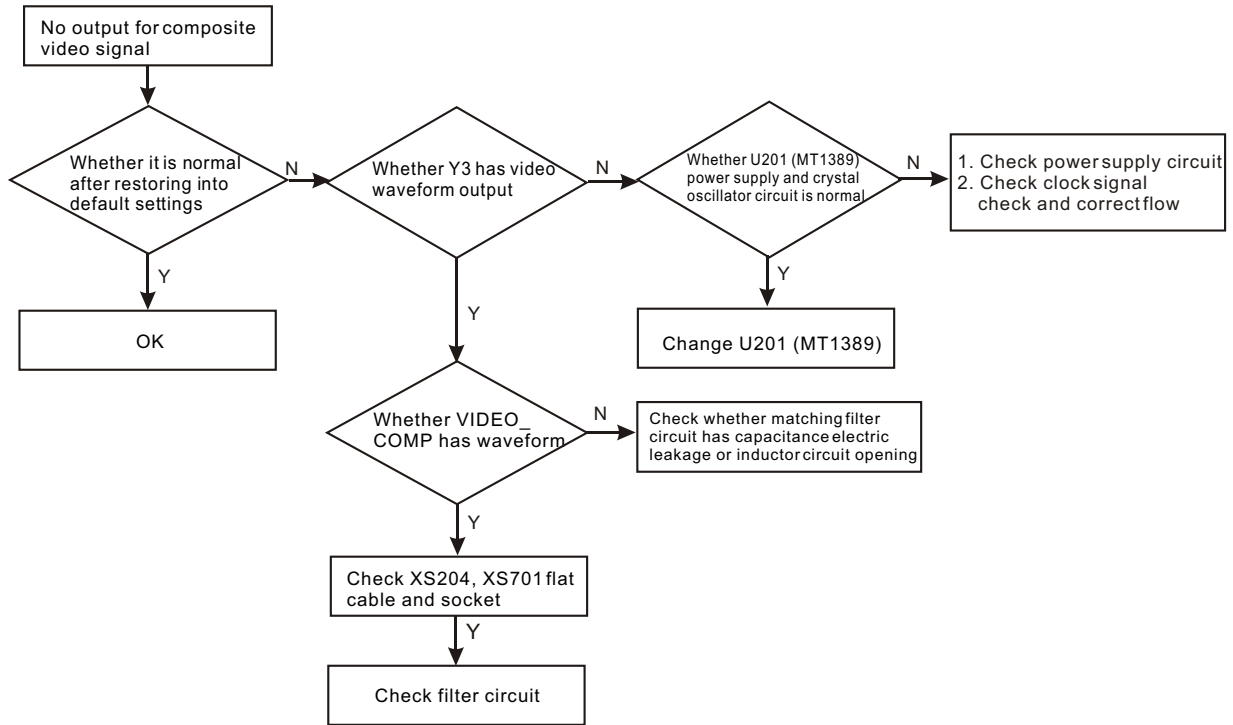 No output for composite
video signal
Whether it is normal
after restoring into
default settings
N
Whether Y3 has video
waveform output
N
Whether U201 (MT1389)
power supply and crystal
oscillator circuit is normal
N
1. Check power supply circuit
2. Check clock signal
check and correct flow
Y
OK
Y
Y
Change U201 (MT1389)
Whether VIDEO_
COMP has waveform
N
Check whether matching filter
circuit has capacitance electric
leakage or inductor circuit opening
Y
Check XS204, XS701 flat
cable and socket
Y
Check filter circuit